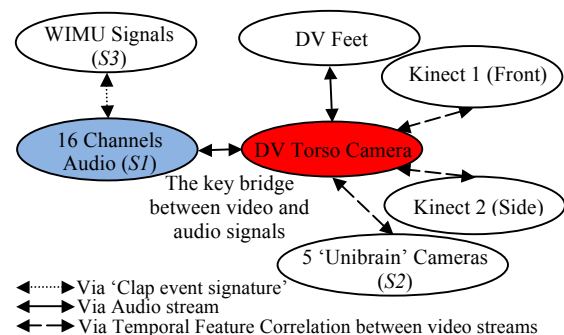 WIMU Signals
(S3)
DV Feet
Kinect 1 (Front)
16 Channels
Audio (S1)
DV Torso Camera
The key bridge
between video and
audio signals
Kinect 2 (Side)
5 'Unibrain' Cameras
(S2)
Via 'Clap event signature'
Via Audio stream
Via Temporal Feature Correlation between video streams